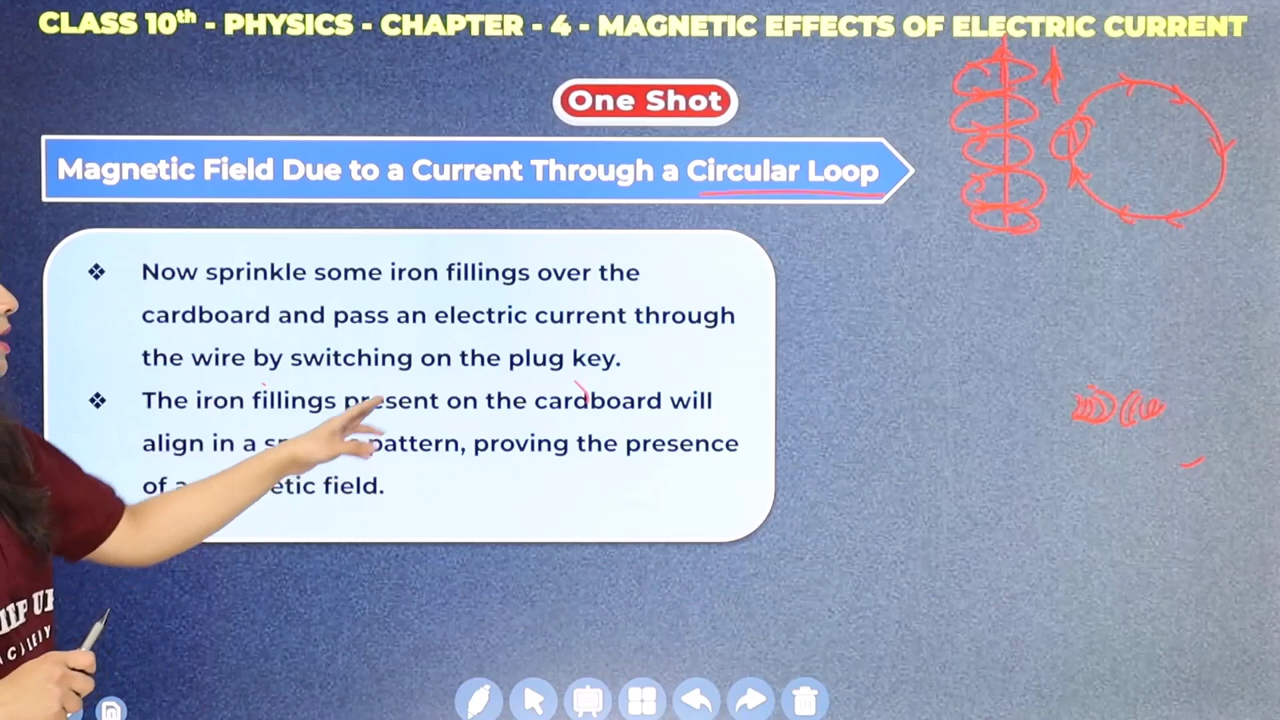 CLASS 10th - PHYSICS - CHAPTER - 4 - MAGNETIC EFFECTS OF ELECTRIC CURRENT
One Shot
Magnetic Field Due to a Current Through a Circular Loop
❖ Now sprinkle some iron fillings over the
cardboard and pass an electric current through
the wire by switching on the plug key.
❖ The iron fillings present on the cardboard will
align in a pattern, proving the presence
of field.